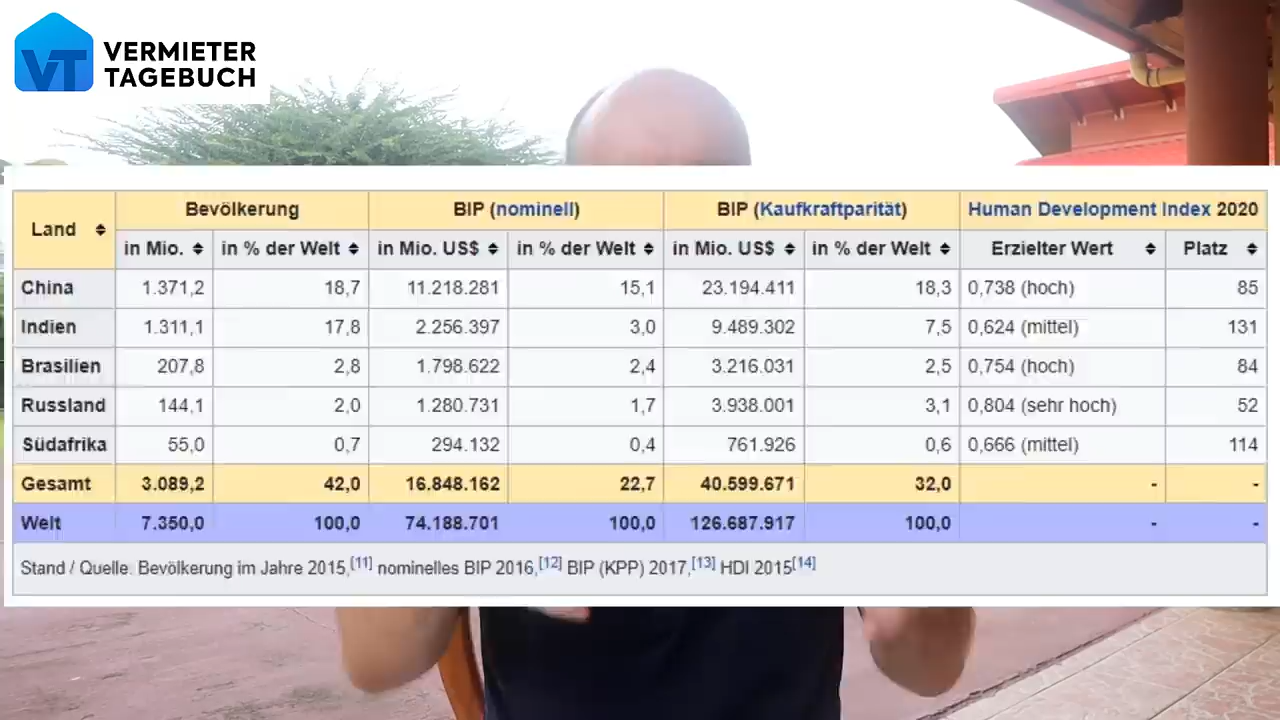 VT VERMIETER
TAGEBUCH
Land Bevölkerung BIP (nominell) BIP (Kaufkraftparität) Human Development Index 2020
in Mio. in % der Welt in Mio. US$ in % der Welt in Mio. US$ in % der Welt Erzielter Wert Platz
China 1.371,2 18,7 11.218.281 15,1 23.194.411 18,3 0,738 (hoch) 85
Indien 1.311,1 17,8 2.256.397 3,0 9.489.302 7,5 0,624 (mittel) 131
Brasilien 207,8 2,8 1.798.622 2,4 3.216.031 2,5 0,754 (hoch) 84
Russland 144,1 2,0 1.280.731 1,7 3.938.001 3,1 0,804 (sehr hoch) 52
Südafrika 55,0 0,7 294.132 0,4 761.926 0,6 0,666 (mittel) 114
Gesamt 3.089,2 42,0 16.848.162 22,7 40.599.671 32,0 - -
Welt 7.350,0 100,0 74.188.701 100,0 126.687.917 100,0 - -
Stand / Quelle: Bevölkerung im Jahre 2015,[11] nominelles BIP 2016,[12] BIP (KPP) 2017,[13] HDI 2015[14]